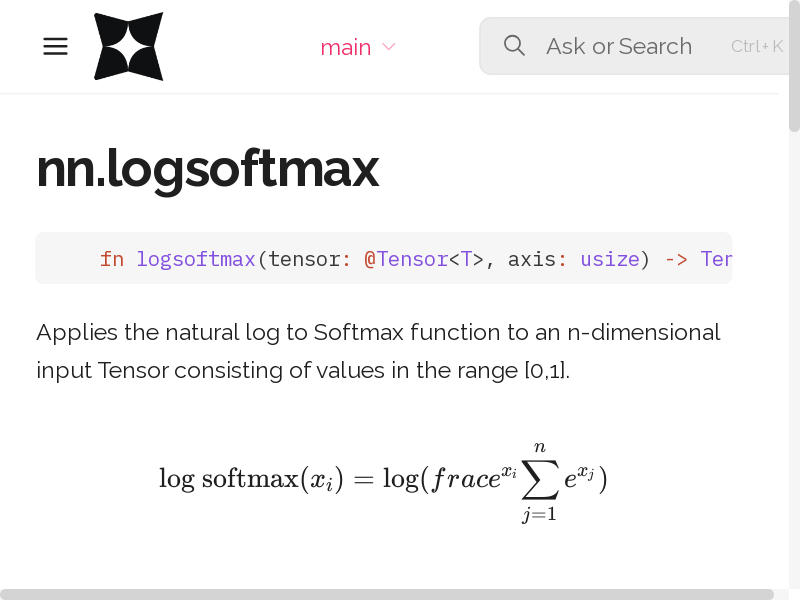 main
Ask or Search
Ctrl+K
nn.logsoftmax
fn logsoftmax(tensor: @Tensor<T>, axis: usize) -> Ten
Applies the natural log to Softmax function to an n-dimensional
input Tensor consisting of values in the range [0,1].
log softmax(x_i) = log(frace^{x_i} \sum_{j=1}^{n} e^{x_j})